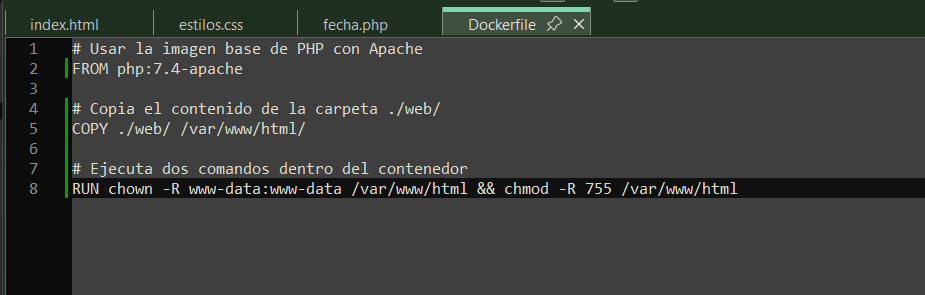 index.html estilos.css fecha.php Dockerfile
1 # Usar la imagen base de PHP con Apache
2 FROM php:7.4-apache
3
4 # Copia el contenido de la carpeta ./web/
5 COPY ./web/ /var/www/html/
6
7 # Ejecuta dos comandos dentro del contenedor
8 RUN chown -R www-data:www-data /var/www/html && chmod -R 755 /var/www/html